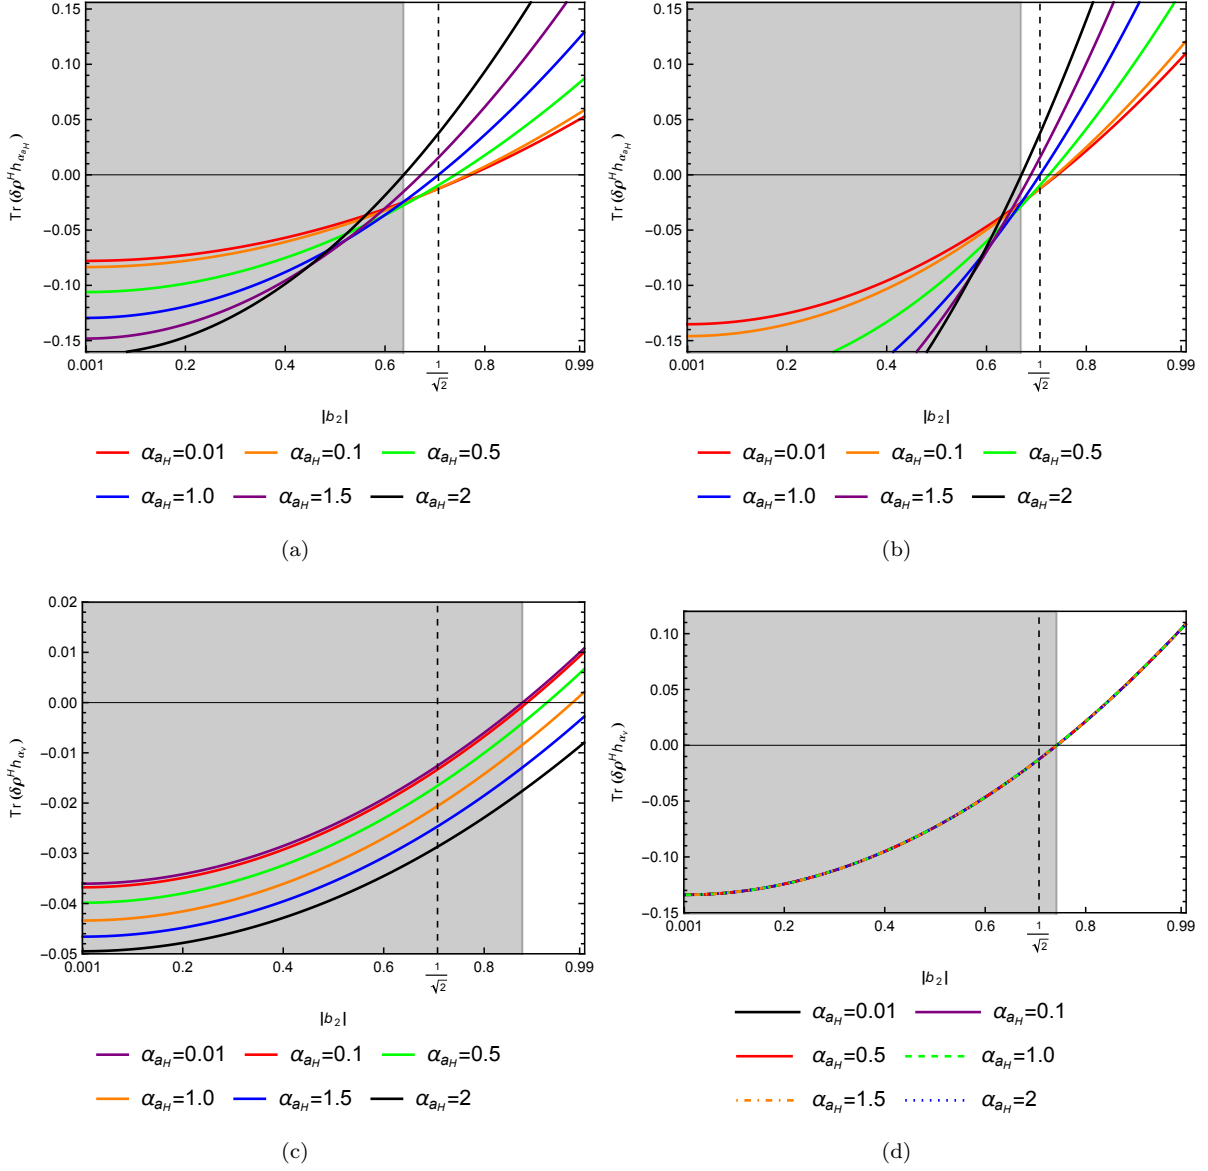 (a)
0.15
0.10
0.05
0.00
−0.05
−0.10
−0.15
Tr(δρ^H h_{α_{a_H}})
0.001 0.2 0.4 0.6 1/√2 0.8 0.99
|b₂|
α_{a_H}=0.01 α_{a_H}=0.1 α_{a_H}=0.5
α_{a_H}=1.0 α_{a_H}=1.5 α_{a_H}=2
(a)
(b)
0.15
0.10
0.05
0.00
−0.05
−0.10
−0.15
Tr(δρ^H h_{α_{a_H}})
0.001 0.2 0.4 0.6 1/√2 0.8 0.99
|b₂|
α_{a_H}=0.01 α_{a_H}=0.1 α_{a_H}=0.5
α_{a_H}=1.0 α_{a_H}=1.5 α_{a_H}=2
(b)
0.02
0.01
0.00
−0.01
−0.02
−0.03
−0.04
−0.05
Tr(δρ^H h_{α_v})
0.001 0.2 0.4 0.6 1/√2 0.8 0.99
|b₂|
α_{a_H}=0.01 α_{a_H}=0.1 α_{a_H}=0.5
α_{a_H}=1.0 α_{a_H}=1.5 α_{a_H}=2
(c)
0.10
0.05
0.00
−0.05
−0.10
−0.15
Tr(δρ^H h_{α_v})
0.001 0.2 0.4 0.6 1/√2 0.8 0.99
|b₂|
α_{a_H}=0.01 α_{a_H}=0.1
α_{a_H}=0.5 α_{a_H}=1.0
α_{a_H}=1.5 α_{a_H}=2
(d)